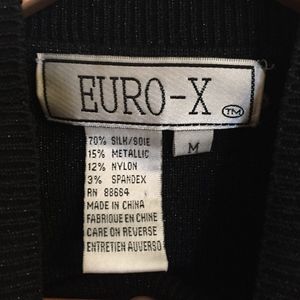 EURO-X
TM
M
70% SILK/SOIE
15% METALLIC
12% NYLON
3% SPANDEX
RN 88684
MADE IN CHINA
FABRIQUE EN CHINE
CARE ON REVERSE
ENTRETIEN AUVERSO